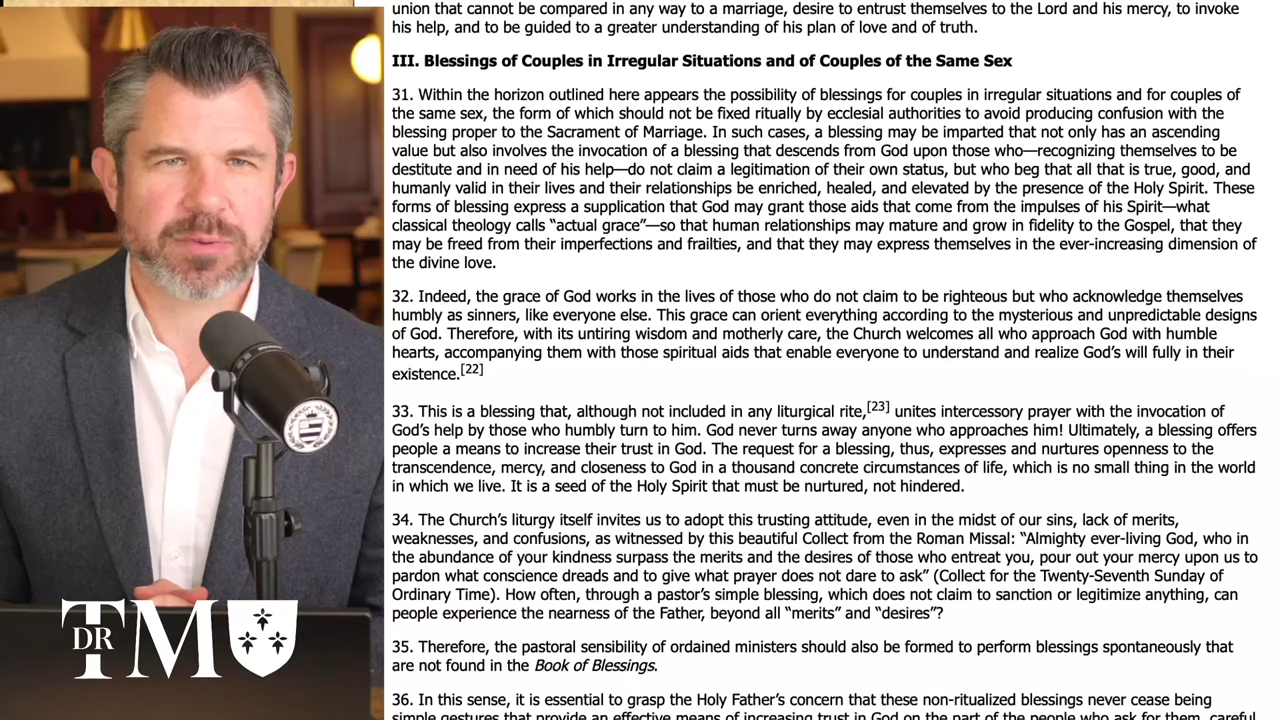 union that cannot be compared in any way to a marriage, desire to entrust themselves to the Lord and his mercy, to invoke
his help, and to be guided to a greater understanding of his plan of love and of truth.
III. Blessings of Couples in Irregular Situations and of Couples of the Same Sex
31. Within the horizon outlined here appears the possibility of blessings for couples in irregular situations and for couples of
the same sex, the form of which should not be fixed ritually by ecclesial authorities to avoid producing confusion with the
blessing proper to the Sacrament of Marriage. In such cases, a blessing may be imparted that not only has an ascending
value but also involves the invocation of a blessing that descends from God upon those who—recognizing themselves to be
destitute and in need of his help—do not claim a legitimation of their own status, but who beg that all that is true, good, and
humanly valid in their lives and their relationships be enriched, healed, and elevated by the presence of the Holy Spirit. These
forms of blessing express a supplication that God may grant those aids that come from the impulses of his Spirit—what
classical theology calls “actual grace”—so that human relationships may mature and grow in fidelity to the Gospel, that they
may be freed from their imperfections and frailties, and that they may express themselves in the ever-increasing dimension of
the divine love.
32. Indeed, the grace of God works in the lives of those who do not claim to be righteous but who acknowledge themselves
humbly as sinners, like everyone else. This grace can orient everything according to the mysterious and unpredictable designs
of God. Therefore, with its untiring wisdom and motherly care, the Church welcomes all who approach God with humble
hearts, accompanying them with those spiritual aids that enable everyone to understand and realize God’s will fully in their
existence.[22]
33. This is a blessing that, although not included in any liturgical rite,[23] unites intercessory prayer with the invocation of
God’s help by those who humbly turn to him. God never turns away anyone who approaches him! Ultimately, a blessing offers
people a means to increase their trust in God. The request for a blessing, thus, expresses and nurtures openness to the
transcendence, mercy, and closeness to God in a thousand concrete circumstances of life, which is no small thing in the world
in which we live. It is a seed of the Holy Spirit that must be nurtured, not hindered.
34. The Church’s liturgy itself invites us to adopt this trusting attitude, even in the midst of our sins, lack of merits,
weaknesses, and confusions, as witnessed by this beautiful Collect from the Roman Missal: “Almighty ever-living God, who in
the abundance of your kindness surpass the merits and the desires of those who entreat you, pour out your mercy upon us to
pardon what conscience dreads and to give what prayer does not dare to ask” (Collect for the Twenty-Seventh Sunday of
Ordinary Time). How often, through a pastor’s simple blessing, which does not claim to sanction or legitimize anything, can
people experience the nearness of the Father, beyond all “merits” and “desires”?
35. Therefore, the pastoral sensibility of ordained ministers should also be formed to perform blessings spontaneously that
are not found in the Book of Blessings.
36. In this sense, it is essential to grasp the Holy Father’s concern that these non-ritualized blessings never cease being
simple gestures that provide an effective means of increasing trust in God on the part of the people who ask for them, careful
DR TM